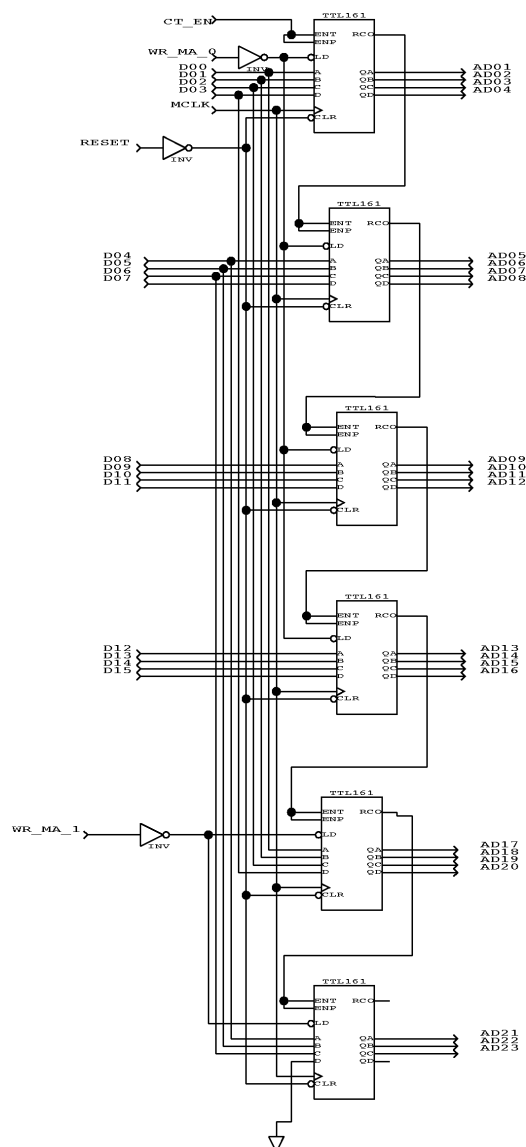 CT_EN
TTL161
ENT RCO
ENP
WR_MA_0
INV
LD
D00 A QA AD01
D01 B QB AD02
D02 C QC AD03
D03 D QD AD04
MCLK
CLR
RESET
INV
TTL161
ENT RCO
ENP
LD
D04 A QA AD05
D05 B QB AD06
D06 C QC AD07
D07 D QD AD08
CLR
TTL161
ENT RCO
ENP
LD
D08 A QA AD09
D09 B QB AD10
D10 C QC AD11
D11 D QD AD12
CLR
TTL161
ENT RCO
ENP
LD
D12 A QA AD13
D13 B QB AD14
D14 C QC AD15
D15 D QD AD16
CLR
TTL161
ENT RCO
ENP
WR_MA_1
INV
LD
A QA AD17
B QB AD18
C QC AD19
D QD AD20
CLR
TTL161
ENT RCO
ENP
LD
A QA AD21
B QB AD22
C QC AD23
D QD
CLR